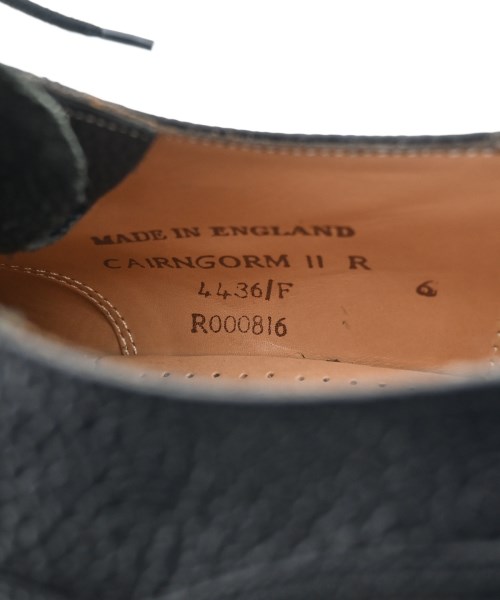 MADE IN ENGLAND
CAIRNGORM II R
4436/F 6
R000816